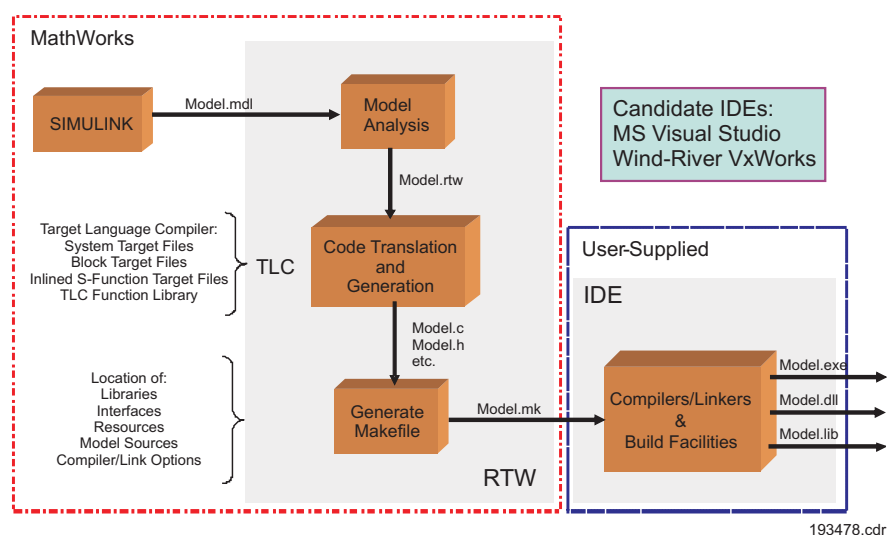 MathWorks
SIMULINK
Model.mdl
Model
Analysis
Candidate IDEs:
MS Visual Studio
Wind-River VxWorks
Model.rtw
Target Language Compiler:
System Target Files
Block Target Files
Inlined S-Function Target Files
TLC Function Library
TLC
Code Translation
and
Generation
User-Supplied
IDE
Model.c
Model.h
etc.
Location of:
Libraries
Interfaces
Resources
Model Sources
Compiler/Link Options
Generate
Makefile
Model.mk
Compilers/Linkers
&
Build Facilities
Model.exe
Model.dll
Model.lib
RTW
193478.cdr